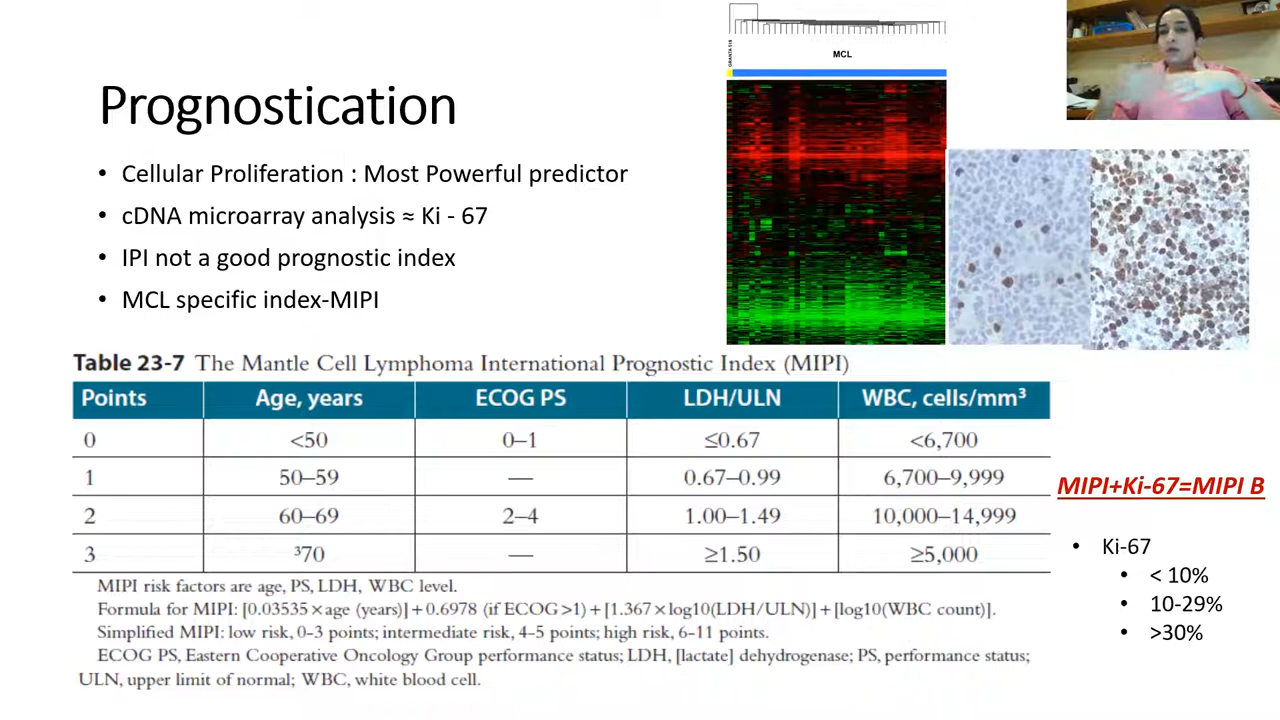 Prognostication
• Cellular Proliferation : Most Powerful predictor
• cDNA microarray analysis ≈ Ki - 67
• IPI not a good prognostic index
• MCL specific index-MIPI
GRANTA 519
MCL
Table 23-7 The Mantle Cell Lymphoma International Prognostic Index (MIPI)
Points Age, years ECOG PS LDH/ULN WBC, cells/mm³
0 <50 0–1 ≤0.67 <6,700
1 50–59 — 0.67–0.99 6,700–9,999
2 60–69 2–4 1.00–1.49 10,000–14,999
3 ³70 — ≥1.50 ≥5,000
MIPI risk factors are age, PS, LDH, WBC level.
Formula for MIPI: [0.03535 × age (years)] + 0.6978 (if ECOG >1) + [1.367 × log10(LDH/ULN)] + [log10(WBC count)].
Simplified MIPI: low risk, 0-3 points; intermediate risk, 4–5 points; high risk, 6-11 points.
ECOG PS, Eastern Cooperative Oncology Group performance status; LDH, [lactate] dehydrogenase; PS, performance status;
ULN, upper limit of normal; WBC, white blood cell.
MIPI+Ki-67=MIPI B
• Ki-67
• < 10%
• 10-29%
• >30%